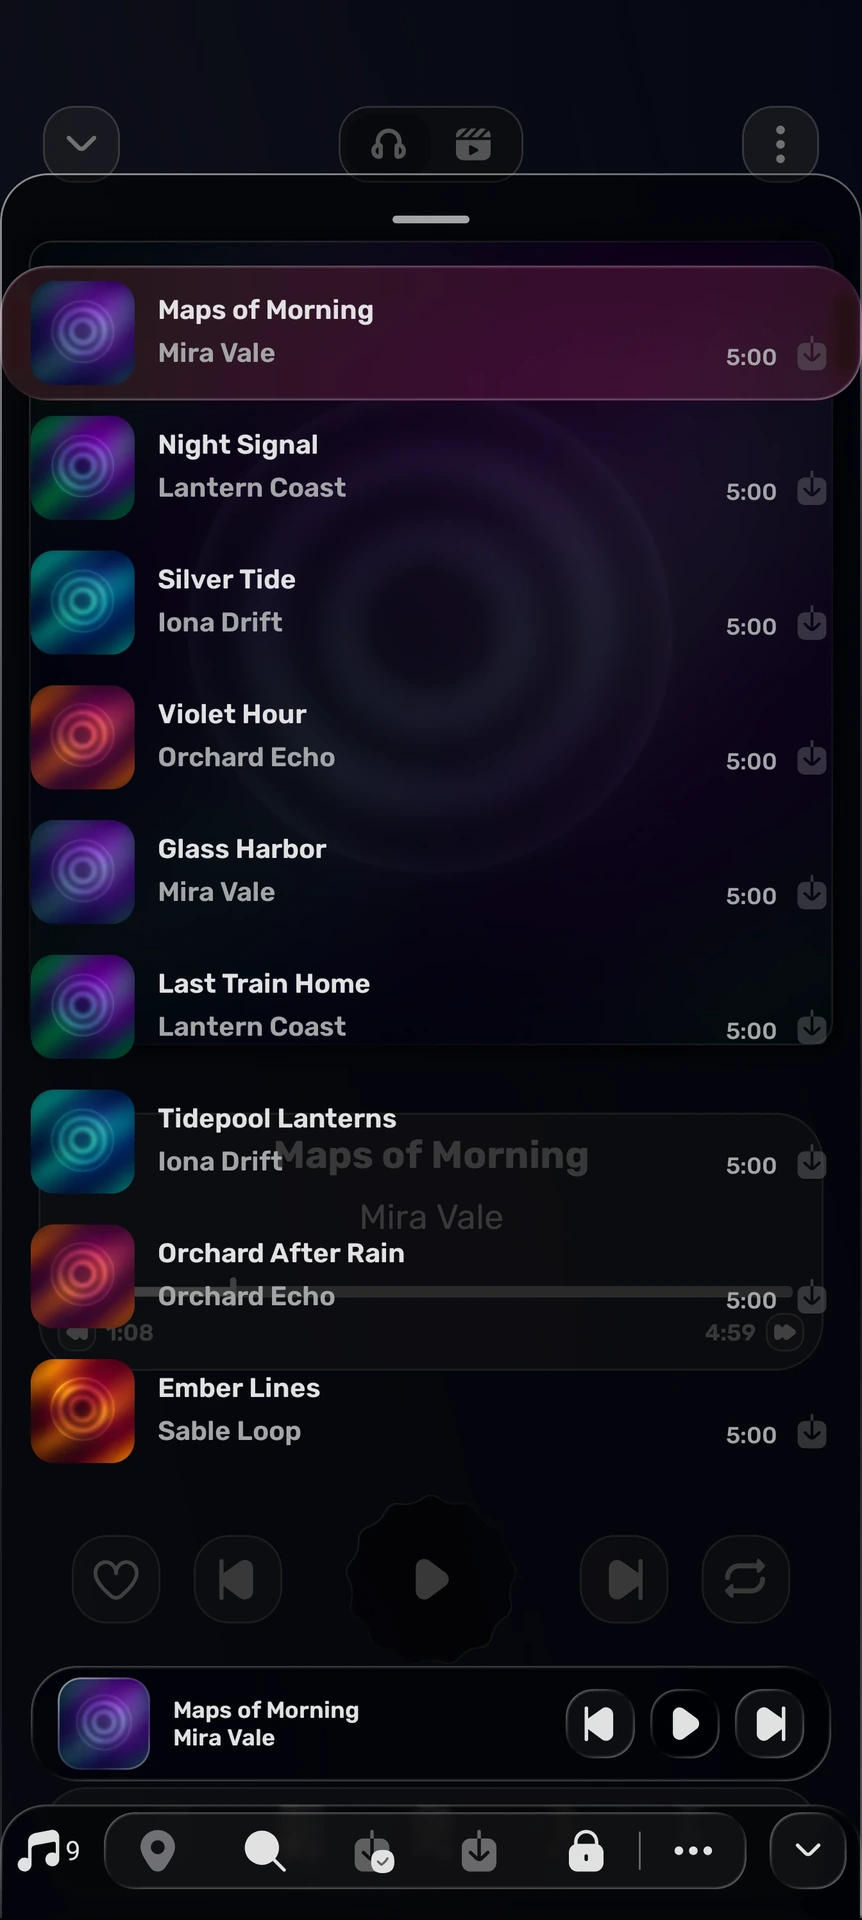 Maps of Morning
Mira Vale
5:00
Night Signal
Lantern Coast
5:00
Silver Tide
Iona Drift
5:00
Violet Hour
Orchard Echo
5:00
Glass Harbor
Mira Vale
5:00
Last Train Home
Lantern Coast
5:00
Tidepool Lanterns
Iona Drift
5:00
Maps of Morning
Mira Vale
Orchard After Rain
Orchard Echo
5:00
1:08
4:59
Ember Lines
Sable Loop
5:00
Maps of Morning
Mira Vale
9